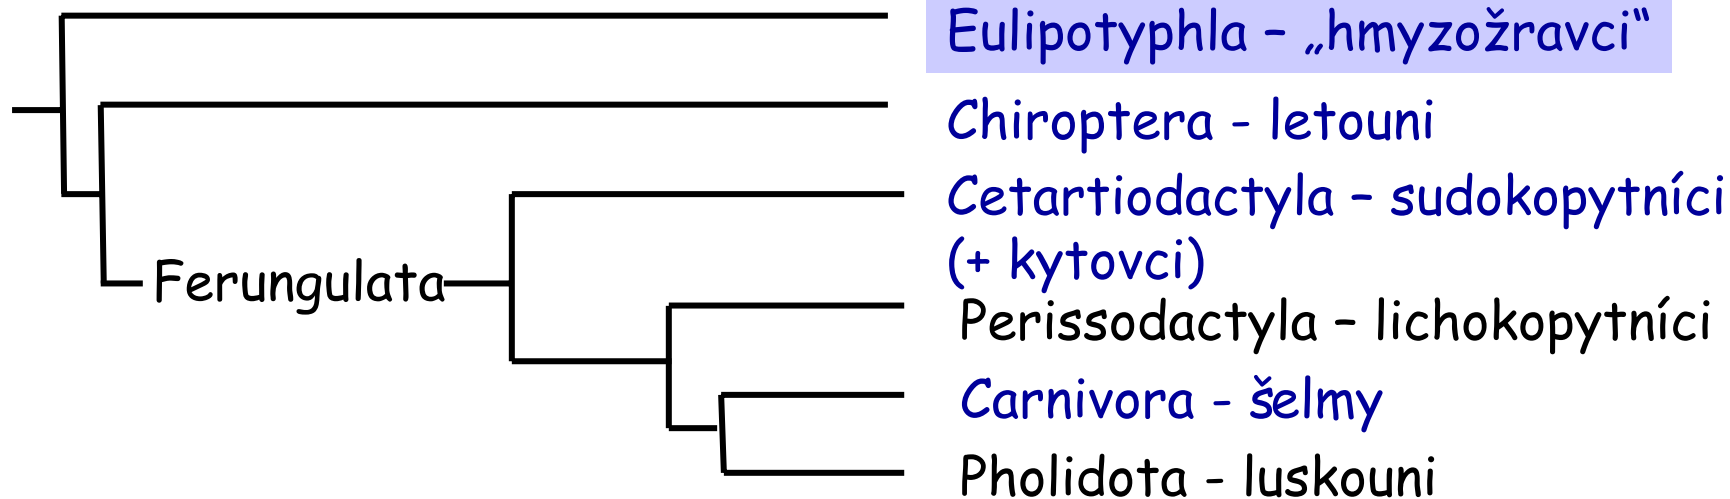 Eulipotyphla – „hmyzožravci“
Chiroptera - letouni
Cetartiodactyla – sudokopytníci
(+ kytovci)
Ferungulata
Perissodactyla – lichokopytníci
Carnivora - šelmy
Pholidota - luskouni